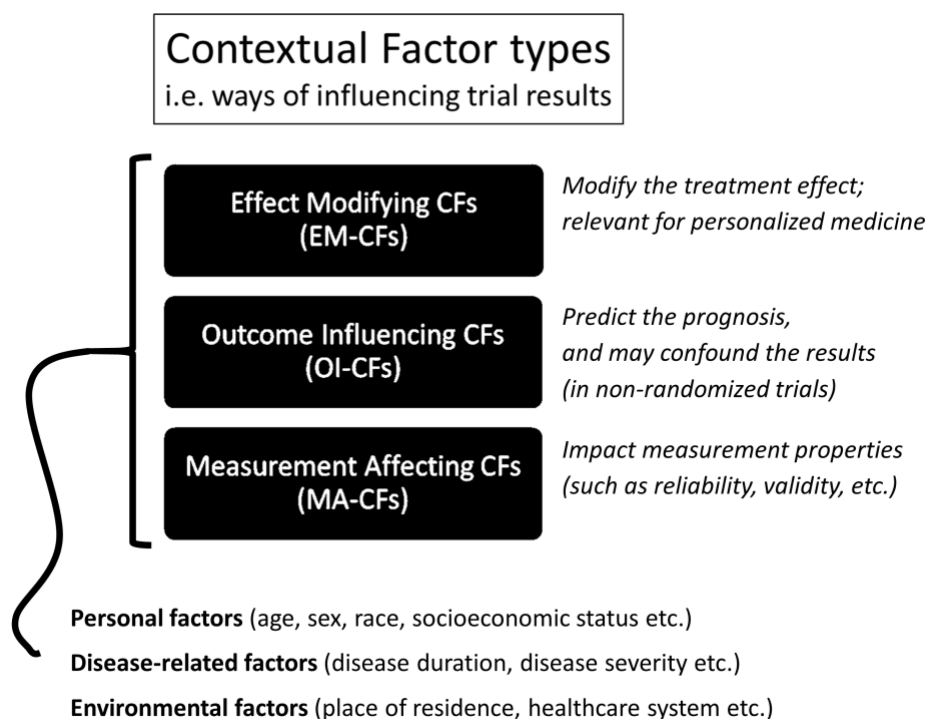 Contextual Factor types
i.e. ways of influencing trial results
Effect Modifying CFs
(EM-CFs)
Modify the treatment effect;
relevant for personalized medicine
Outcome Influencing CFs
(OI-CFs)
Predict the prognosis,
and may confound the results
(in non-randomized trials)
Measurement Affecting CFs
(MA-CFs)
Impact measurement properties
(such as reliability, validity, etc.)
Personal factors (age, sex, race, socioeconomic status etc.)
Disease-related factors (disease duration, disease severity etc.)
Environmental factors (place of residence, healthcare system etc.)